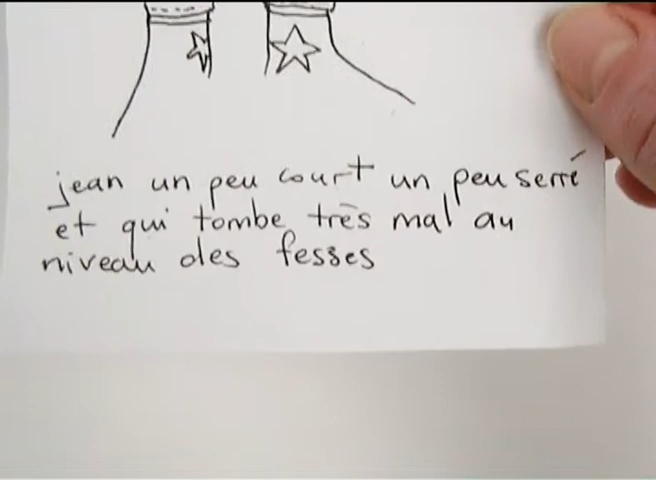 jean un peu court un peu serré
et qui tombe très mal au
niveau des fesses